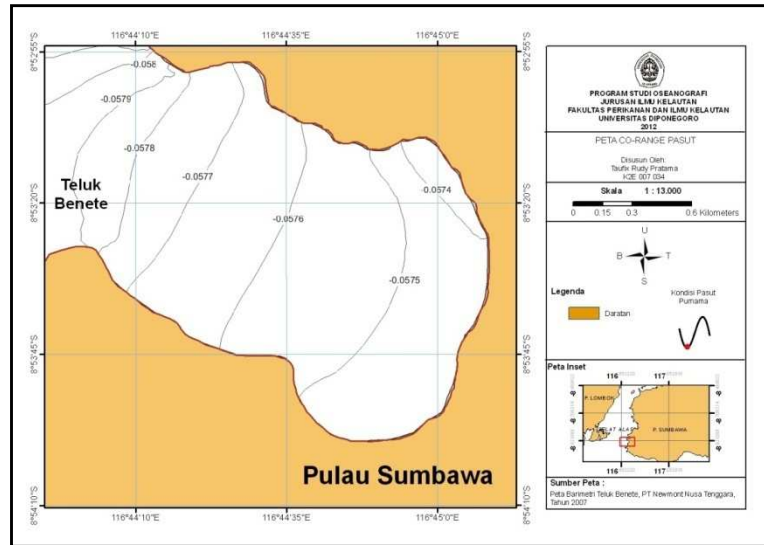 116°44'10"E 116°44'35"E 116°45'0"E
8°52'55"S
8°53'20"S
8°53'45"S
8°54'10"S
-0.058
-0.0579
-0.0578
-0.0577
-0.0576
-0.0575
-0.0574
Teluk
Benete
Pulau Sumbawa
8°52'55"S
8°53'20"S
8°53'45"S
8°54'10"S
116°44'10"E 116°44'35"E 116°45'0"E
PROGRAM STUDI OSEANOGRAFI
JURUSAN ILMU KELAUTAN
FAKULTAS PERIKANAN DAN ILMU KELAUTAN
UNIVERSITAS DIPONEGORO
2012
PETA CO-RANGE PASUT
Disusun Oleh:
Taufix Rudy Pratama
K2E 007 034
Skala 1 : 13.000
0 0.15 0.3 0.6 Kilometers
U
B T
S
Legenda
Daratan
Kondisi Pasut
Purnama
Peta Inset
116 117
P. LOMBOK
P. SUMBAWA
116 117
Sumber Peta :
Peta Barimetri Teluk Benete, PT Newmont Nusa Tenggara,
Tahun 2007